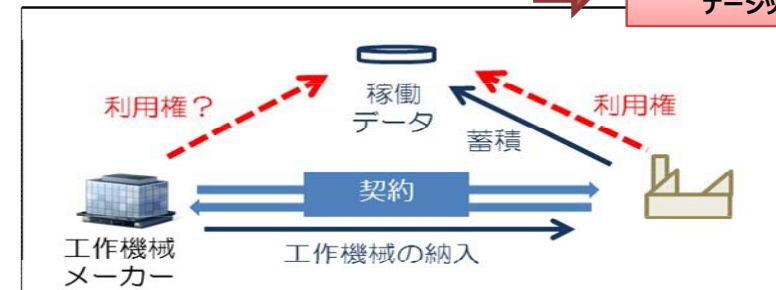 利用権？
稼働
データ
利用権
蓄積
契約
工作機械
メーカー
工作機械の納入